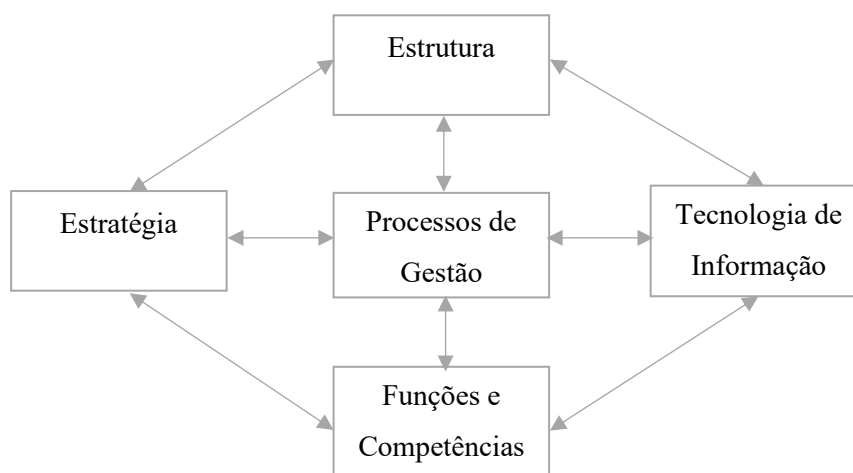 Estrutura
Estratégia
Processos de
Gestão
Tecnologia de
Informação
Funções e
Competências